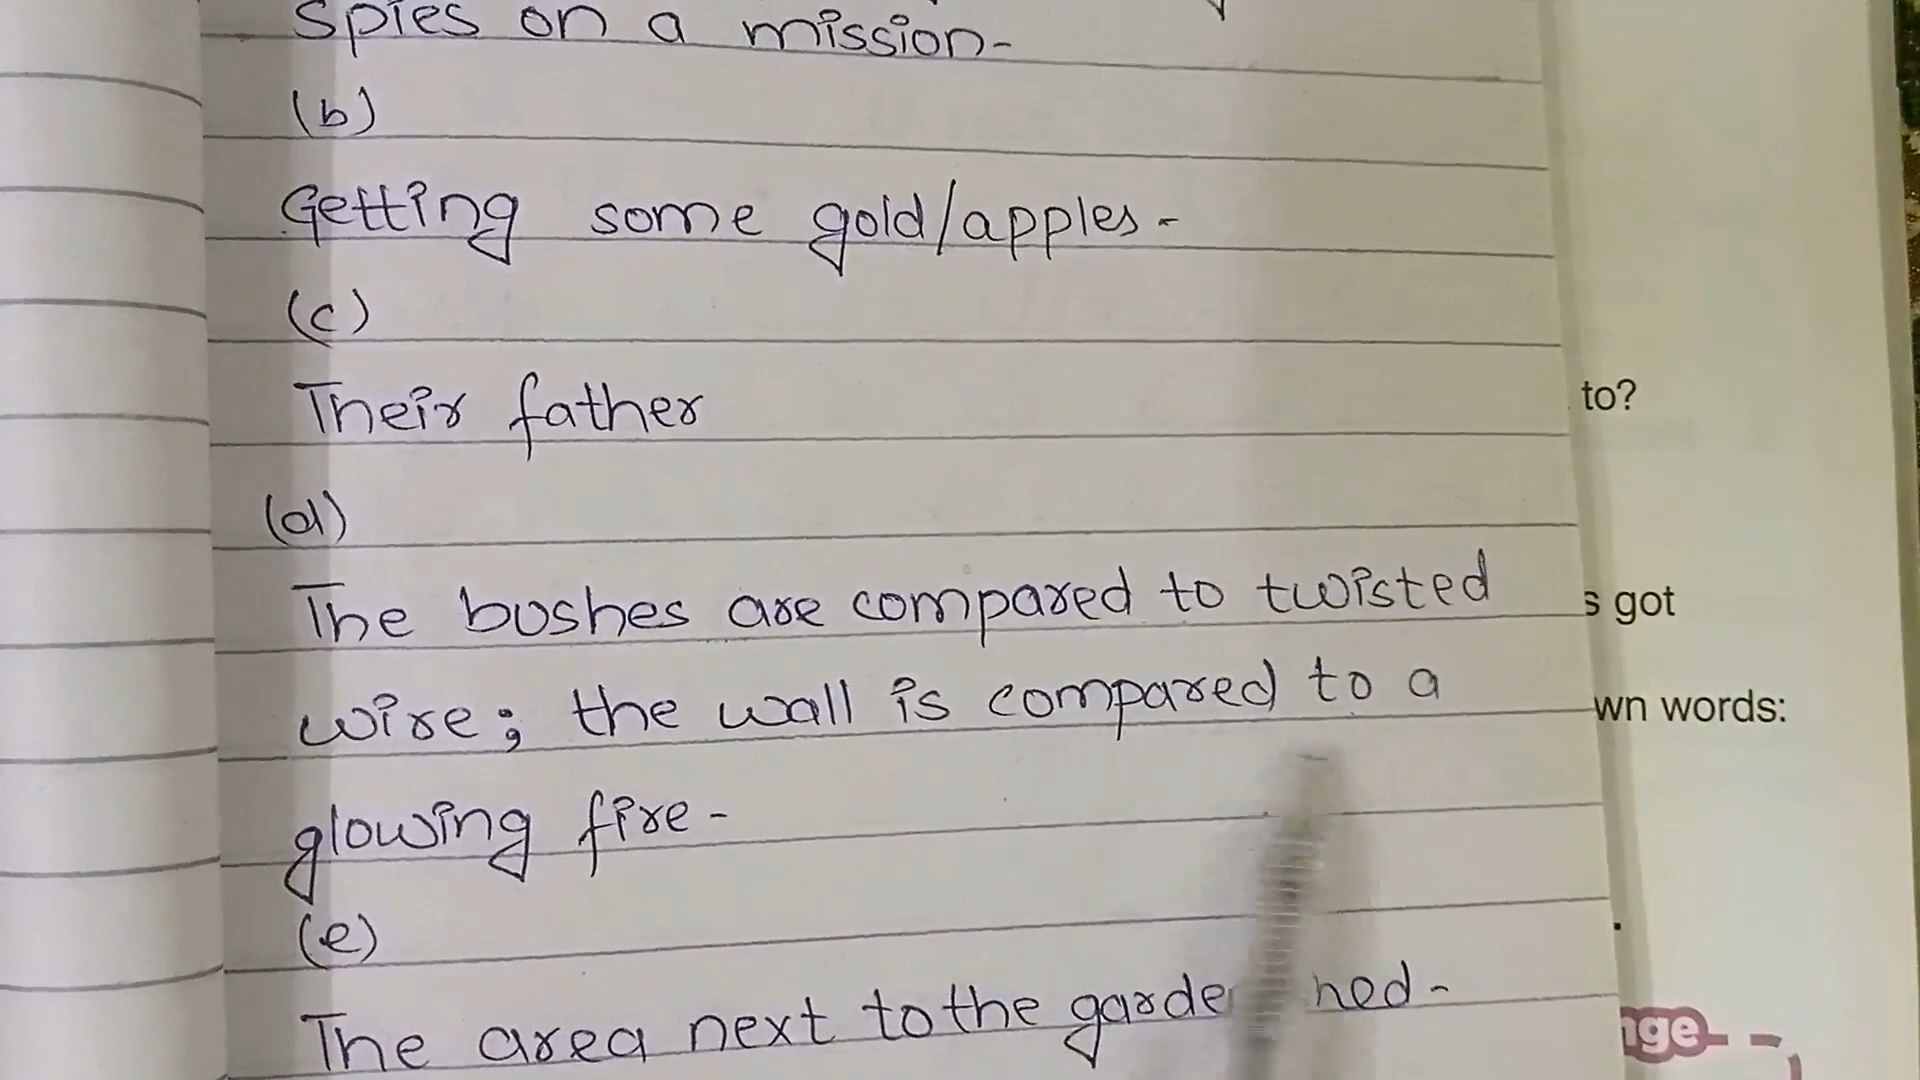 spies on a mission-
(b)
Getting some gold/apples-
(c)
Their father
to?
(d)
The bushes are compared to twisted
s got
wire; the wall is compared to a
wn words:
glowing fire-
(e)
The area next to the garde hed-
nge